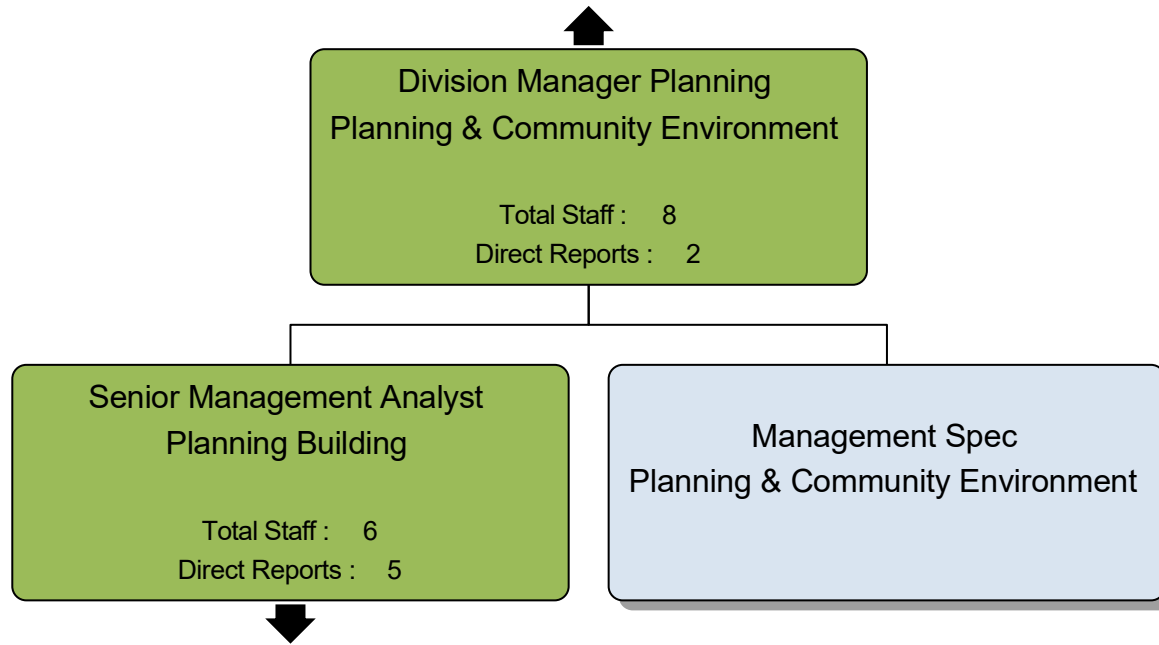 Division Manager Planning
Planning & Community Environment
Total Staff : 8
Direct Reports : 2
Senior Management Analyst
Planning Building
Total Staff : 6
Direct Reports : 5
Management Spec
Planning & Community Environment